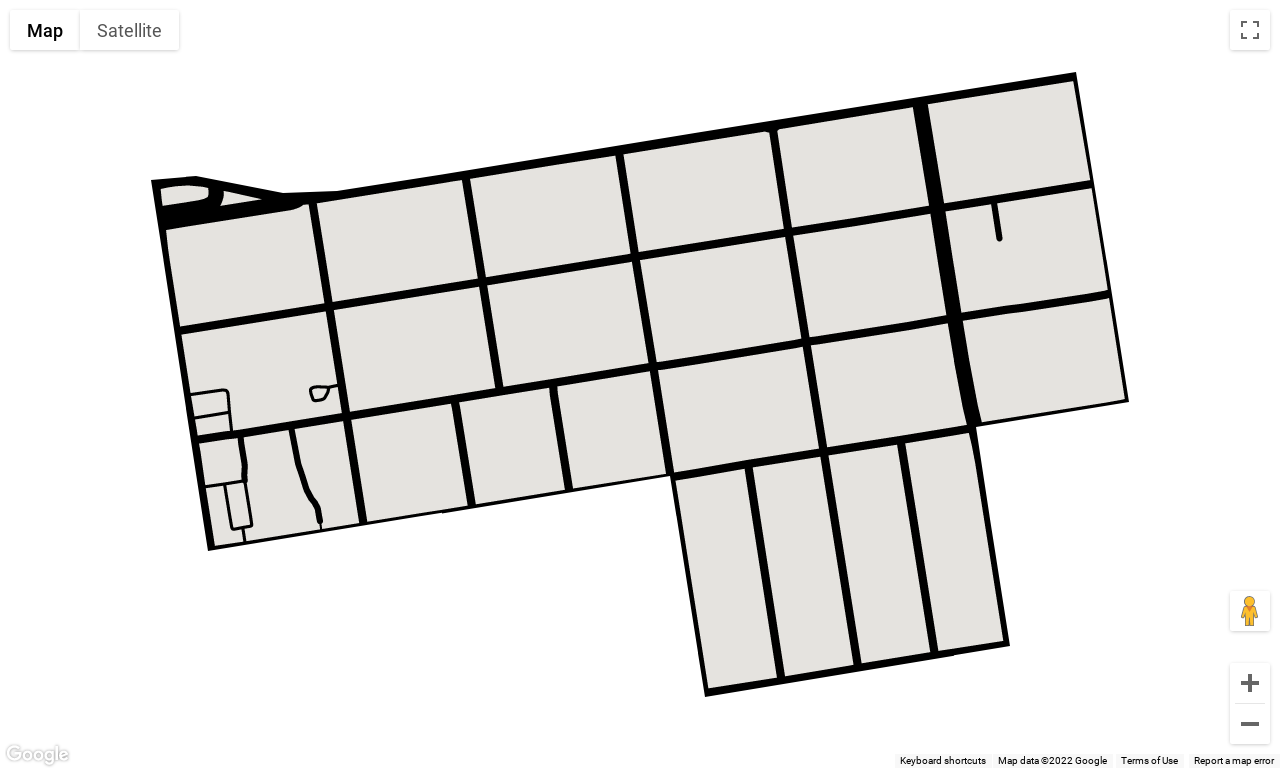 Map Satellite
Google
Keyboard shortcuts Map data ©2022 Google Terms of Use Report a map error